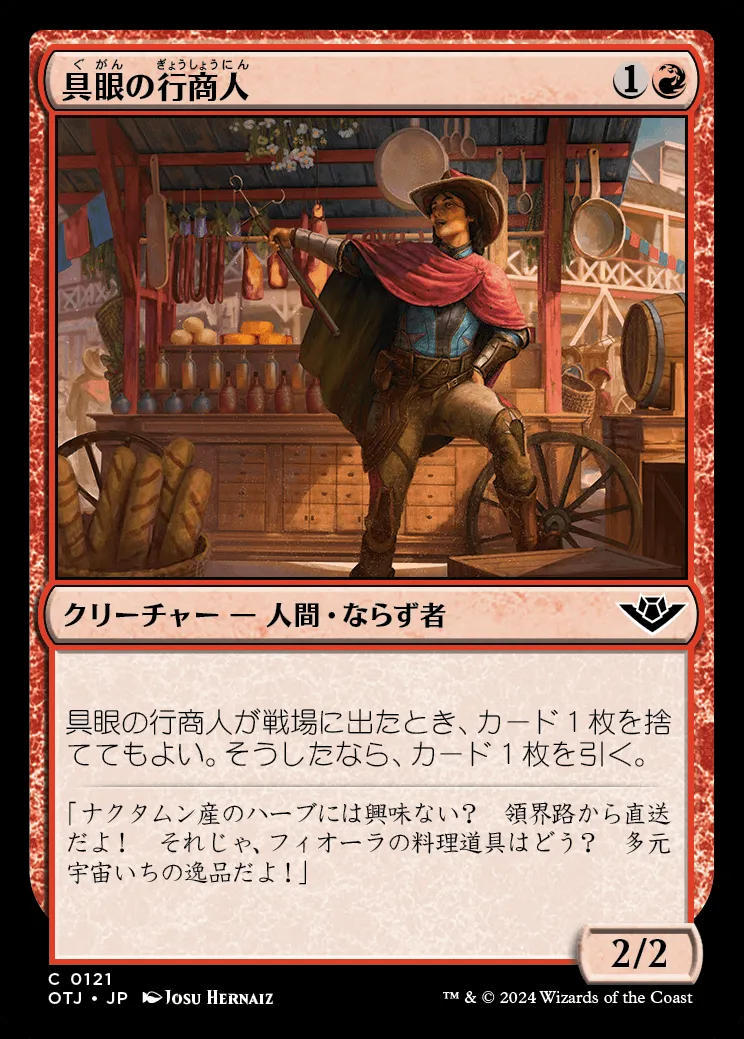 ぐがん ぎょうしょうにん
具眼の行商人 1
クリーチャー — 人間・ならず者
具眼の行商人が戦場に出たとき、カード１枚を捨
ててもよい。そうしたなら、カード１枚を引く。
「ナクタムン産のハーブには興味ない？　領界路から直送
だよ！　それじゃ、フィオーラの料理道具はどう？　多元
宇宙いちの逸品だよ！」
2/2
C 0121
OTJ • JP Josu Hernaiz
™ & © 2024 Wizards of the Coast